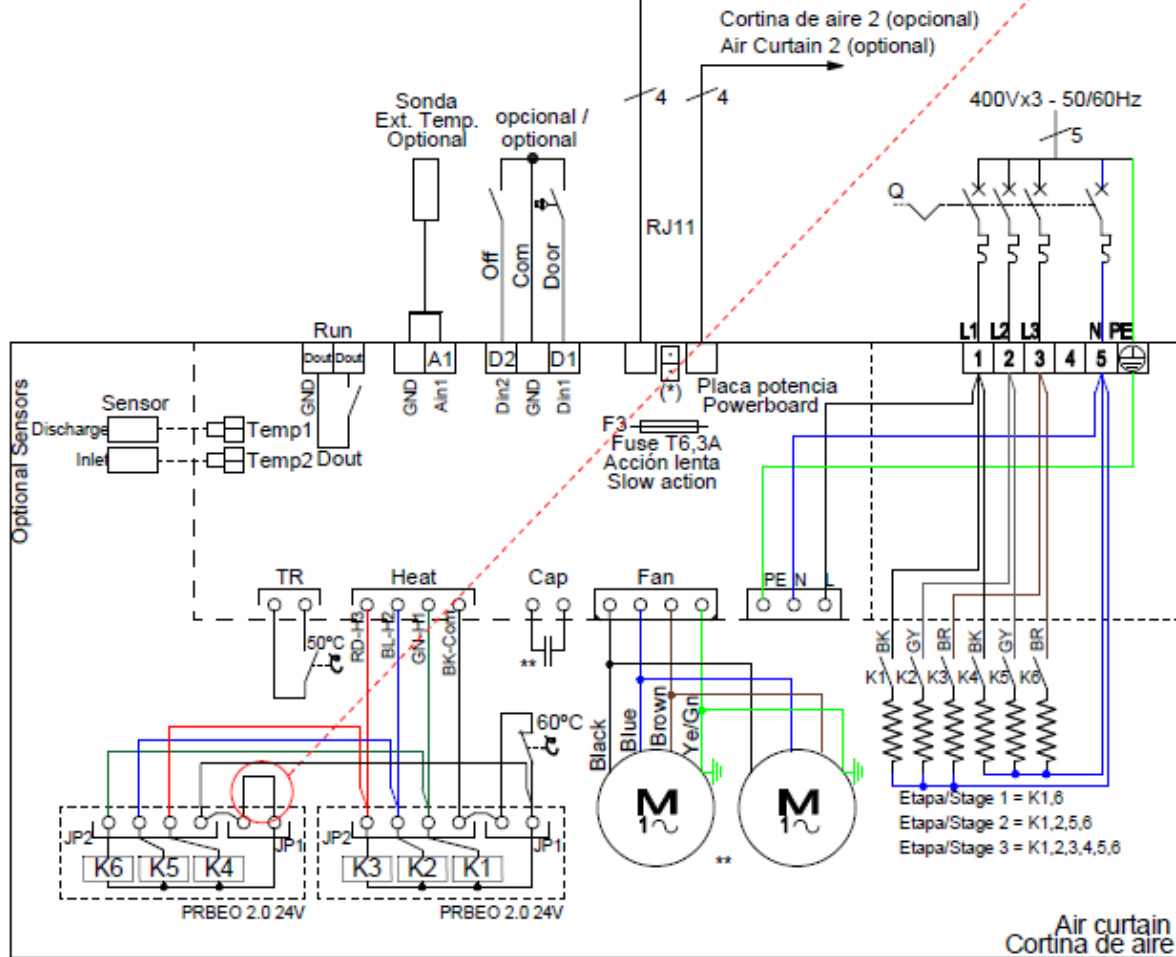 Cortina de aire 2 (opcional)
Air Curtain 2 (optional)
4
4
Sonda
Ext. Temp.
Optional
opcional /
optional
400Vx3 - 50/60Hz
5
Q
RJ11
Off
Com
Door
Run
L1
L2
L3
N
PE
Dout
Dout
A1
D2
D1
1
2
3
4
5
GND
GND
Ain1
Din2
GND
Din1
(*)
Placa potencia
Powerboard
Optional Sensors
Sensor
Discharge
Temp1
Inlet
Temp2
Dout
F3
Fuse T6,3A
Acción lenta
Slow action
TR
Heat
Cap
Fan
PE
N
L
50ºC
RD-H3
BL-H2
GN-H1
BK-Com
**
BK
GY
BR
BK
GY
BR
K1
K2
K3
K4
K5
K6
60ºC
Black
Blue
Brown
Ye/Gn
M
1
M
1
**
Etapa/Stage 1 = K1,6
Etapa/Stage 2 = K1,2,5,6
Etapa/Stage 3 = K1,2,3,4,5,6
JP2
JP1
JP2
JP1
K6
K5
K4
K3
K2
K1
PRBEO 2.0 24V
PRBEO 2.0 24V
Air curtain
Cortina de aire